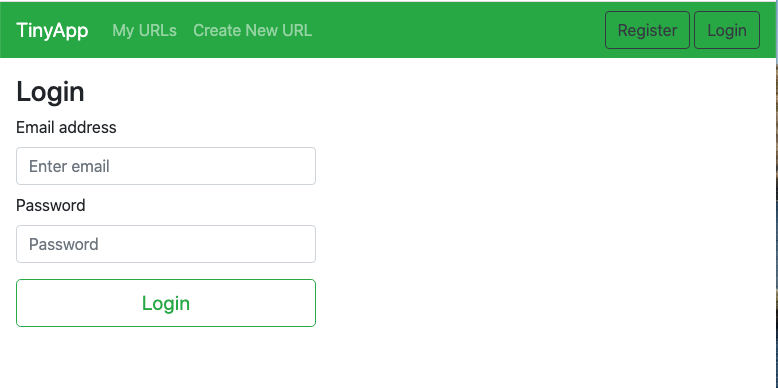 TinyApp My URLs Create New URL Register Login
Login
Email address
Enter email
Password
Password
Login